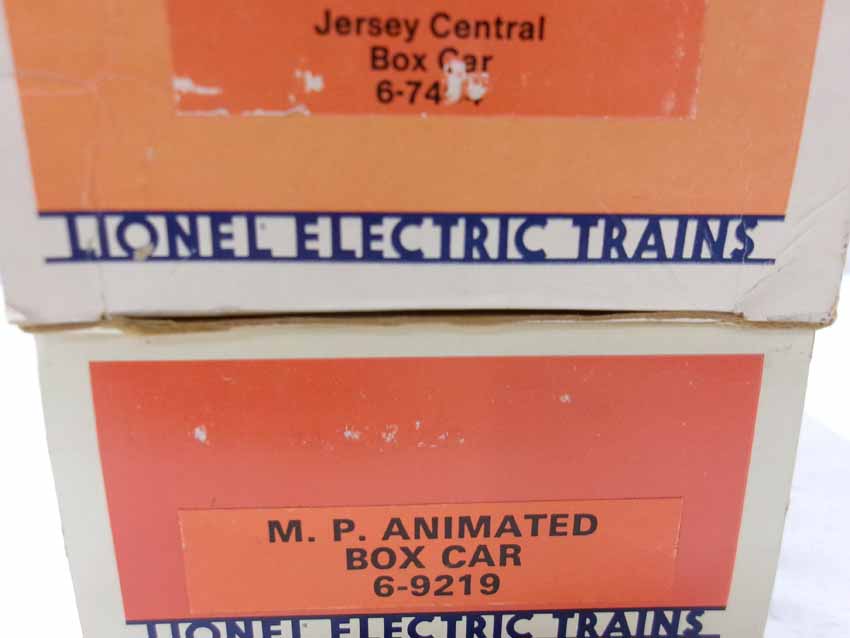 Jersey Central
Box Car
LIONEL ELECTRIC TRAINS
M. P. ANIMATED
BOX CAR
6-9219
LIONEL ELECTRIC TRAINS